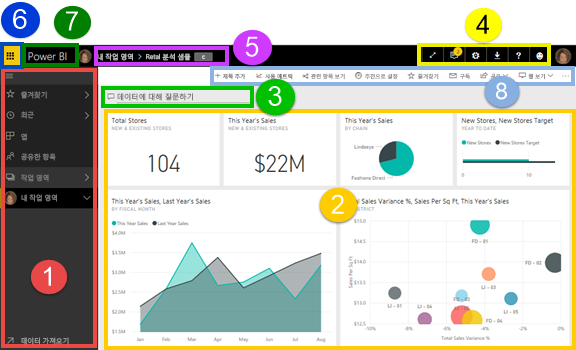 6
7
5
4
Power BI
내 작업 영역 > Retail 분석 샘플
C
+ 제목 추가
사용 메트릭
관련 항목 보기
주간으로 설정
즐겨찾기
구독
웹 보기
8
3
데이터에 대해 질문하기
즐겨찾기
최근
앱
공유한 항목
작업 영역
내 작업 영역
1
데이터 가져오기
Total Stores
NEW & EXISTING STORES
104
This Year's Sales
NEW & EXISTING STORES
$22M
This Year's Sales
BY CHAIN
Lindseys
Fashions Direct
New Stores, New Stores Target
YEAR TO DATE
New Stores
New Stores Target
2
This Year's Sales, Last Year's Sales
BY FISCAL MONTH
This Year Sales
Last Year Sales
$4.0M
$3.5M
$3.0M
$2.5M
$2.0M
$1.5M
Jan
Feb
Mar
Apr
May
Jun
Jul
Aug
Sales Variance %, Sales Per Sq Ft, This Year's Sales
Sales Per Sq Ft
$15.0
$14.5
$14.0
$13.5
$13.0
$12.5
FD - 01
FD - 02
LI - 03
FD - 03
LI - 01
LI - 05
LI - 04
FD - 04
-10%
-8%
-6%
-4%
-2%
0%
Total Sales Variance %